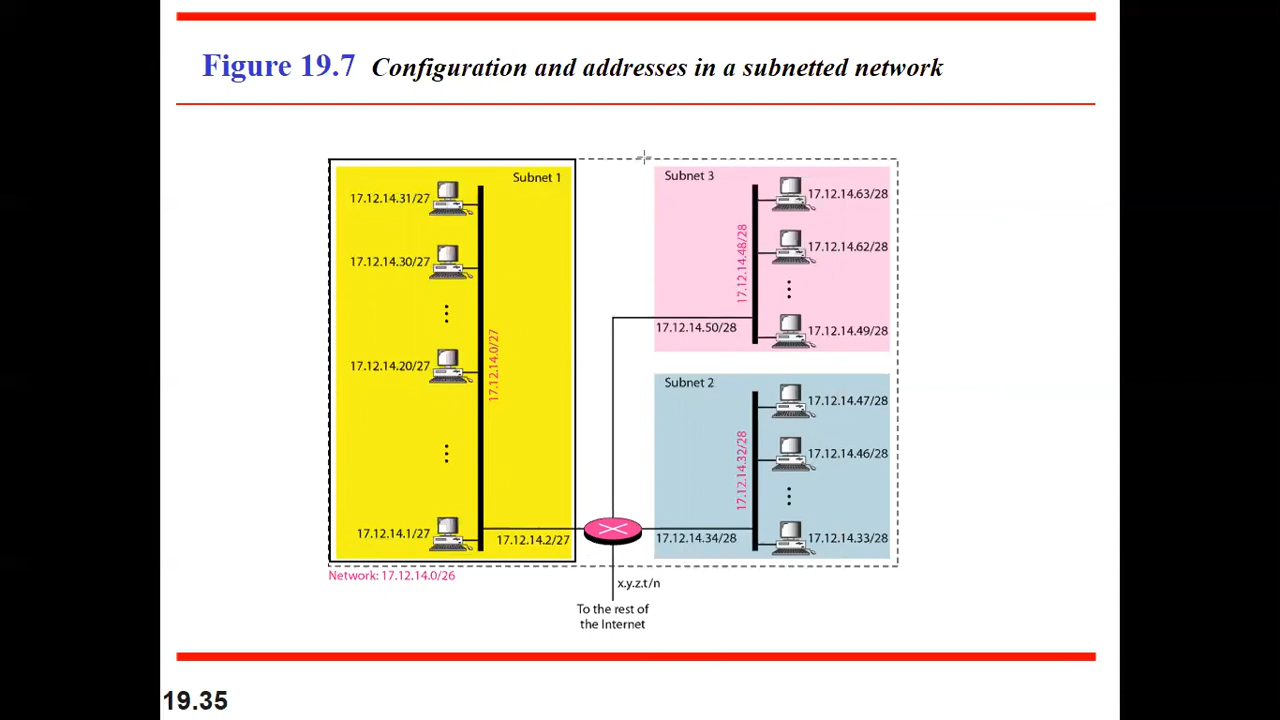 Figure 19.7 Configuration and addresses in a subnetted network
Subnet 1
17.12.14.31/27
17.12.14.30/27
17.12.14.20/27
17.12.14.0/27
17.12.14.1/27
17.12.14.2/27
Subnet 3
17.12.14.63/28
17.12.14.62/28
17.12.14.48/28
17.12.14.49/28
17.12.14.50/28
Subnet 2
17.12.14.47/28
17.12.14.46/28
17.12.14.32/28
17.12.14.33/28
17.12.14.34/28
Network: 17.12.14.0/26
x.y.z.t/n
To the rest of
the Internet
19.35